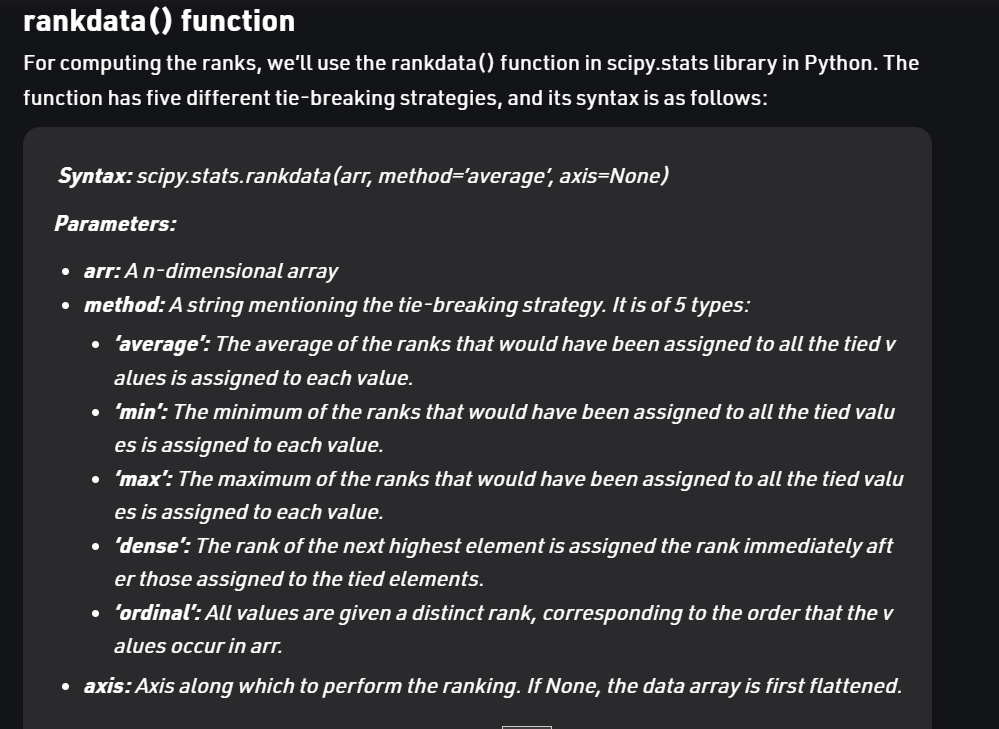 rankdata() function
For computing the ranks, we'll use the rankdata() function in scipy.stats library in Python. The
function has five different tie-breaking strategies, and its syntax is as follows:
Syntax: scipy.stats.rankdata(arr, method='average', axis=None)
Parameters:
• arr: A n-dimensional array
• method: A string mentioning the tie-breaking strategy. It is of 5 types:
• 'average': The average of the ranks that would have been assigned to all the tied v
alues is assigned to each value.
• 'min': The minimum of the ranks that would have been assigned to all the tied valu
es is assigned to each value.
• 'max': The maximum of the ranks that would have been assigned to all the tied valu
es is assigned to each value.
• 'dense': The rank of the next highest element is assigned the rank immediately aft
er those assigned to the tied elements.
• 'ordinal': All values are given a distinct rank, corresponding to the order that the v
alues occur in arr.
• axis: Axis along which to perform the ranking. If None, the data array is first flattened.